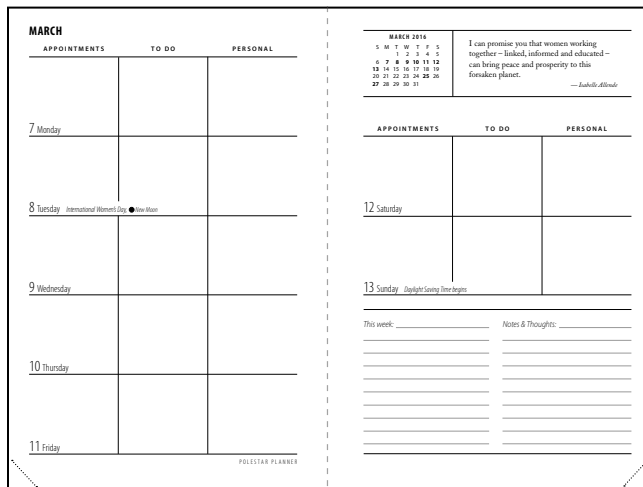 MARCH
APPOINTMENTS TO DO PERSONAL
7 Monday
8 Tuesday International Women's Day, New Moon
9 Wednesday
10 Thursday
11 Friday
POLESTAR PLANNER
MARCH 2016
S M T W T F S
1 2 3 4 5
6 7 8 9 10 11 12
13 14 15 16 17 18 19
20 21 22 23 24 25 26
27 28 29 30 31
I can promise you that women working
together – linked, informed and educated –
can bring peace and prosperity to this
forsaken planet.
— Isabelle Allende
APPOINTMENTS TO DO PERSONAL
12 Saturday
13 Sunday Daylight Saving Time begins
This week: Notes & Thoughts: